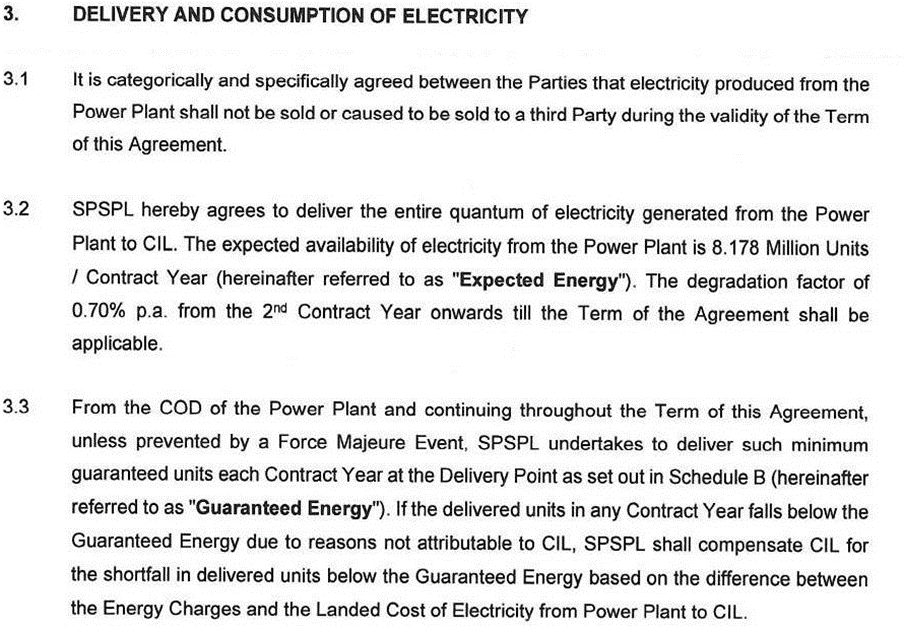 3. DELIVERY AND CONSUMPTION OF ELECTRICITY
3.1 It is categorically and specifically agreed between the Parties that electricity produced from the
Power Plant shall not be sold or caused to be sold to a third Party during the validity of the Term
of this Agreement.
3.2 SPSPL hereby agrees to deliver the entire quantum of electricity generated from the Power
Plant to CIL. The expected availability of electricity from the Power Plant is 8.178 Million Units
/ Contract Year (hereinafter referred to as "Expected Energy"). The degradation factor of
0.70% p.a. from the 2nd Contract Year onwards till the Term of the Agreement shall be
applicable.
3.3 From the COD of the Power Plant and continuing throughout the Term of this Agreement,
unless prevented by a Force Majeure Event, SPSPL undertakes to deliver such minimum
guaranteed units each Contract Year at the Delivery Point as set out in Schedule B (hereinafter
referred to as "Guaranteed Energy"). If the delivered units in any Contract Year falls below the
Guaranteed Energy due to reasons not attributable to CIL, SPSPL shall compensate CIL for
the shortfall in delivered units below the Guaranteed Energy based on the difference between
the Energy Charges and the Landed Cost of Electricity from Power Plant to CIL.